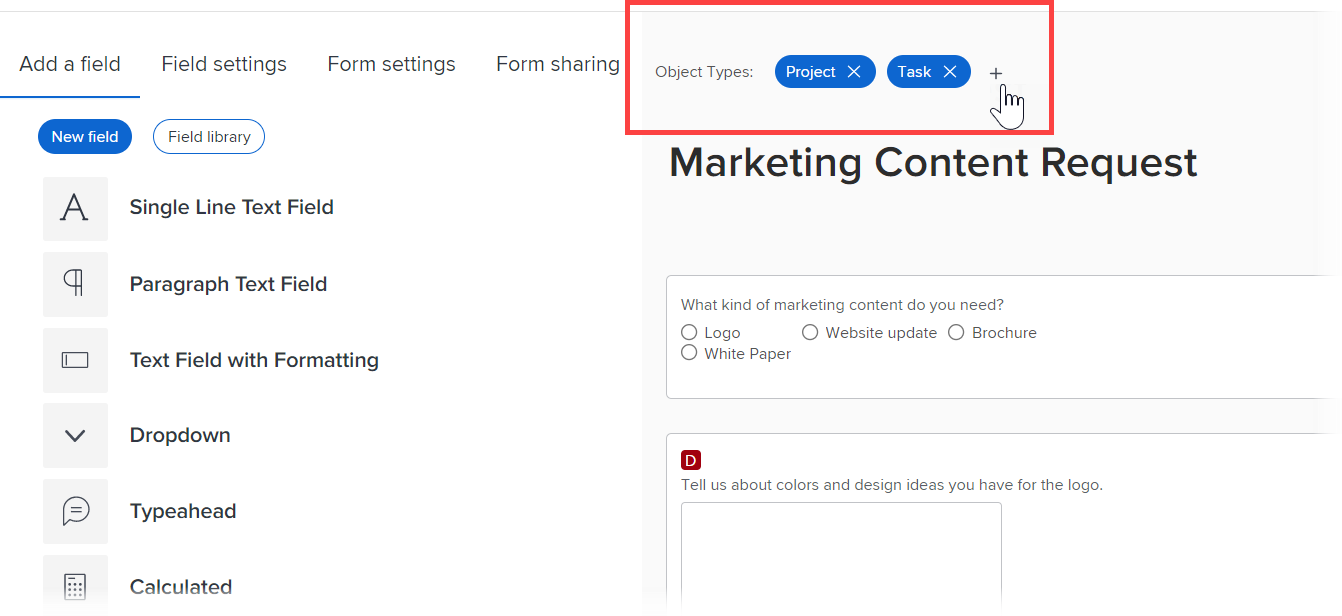 Add a field
Field settings
Form settings
Form sharing
New field
Field library
Single Line Text Field
Paragraph Text Field
Text Field with Formatting
Dropdown
Typeahead
Calculated
Object Types:
Project
Task
Marketing Content Request
What kind of marketing content do you need?
Logo
Website update
Brochure
White Paper
D
Tell us about colors and design ideas you have for the logo.